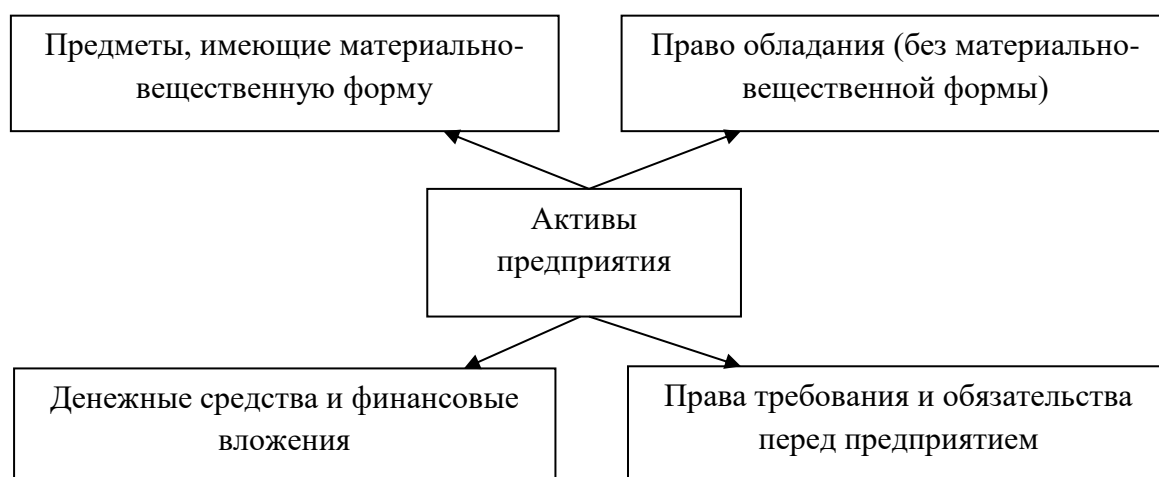 Предметы, имеющие материально-
вещественную форму
Право обладания (без материально-
вещественной формы)
Активы
предприятия
Денежные средства и финансовые
вложения
Права требования и обязательства
перед предприятием